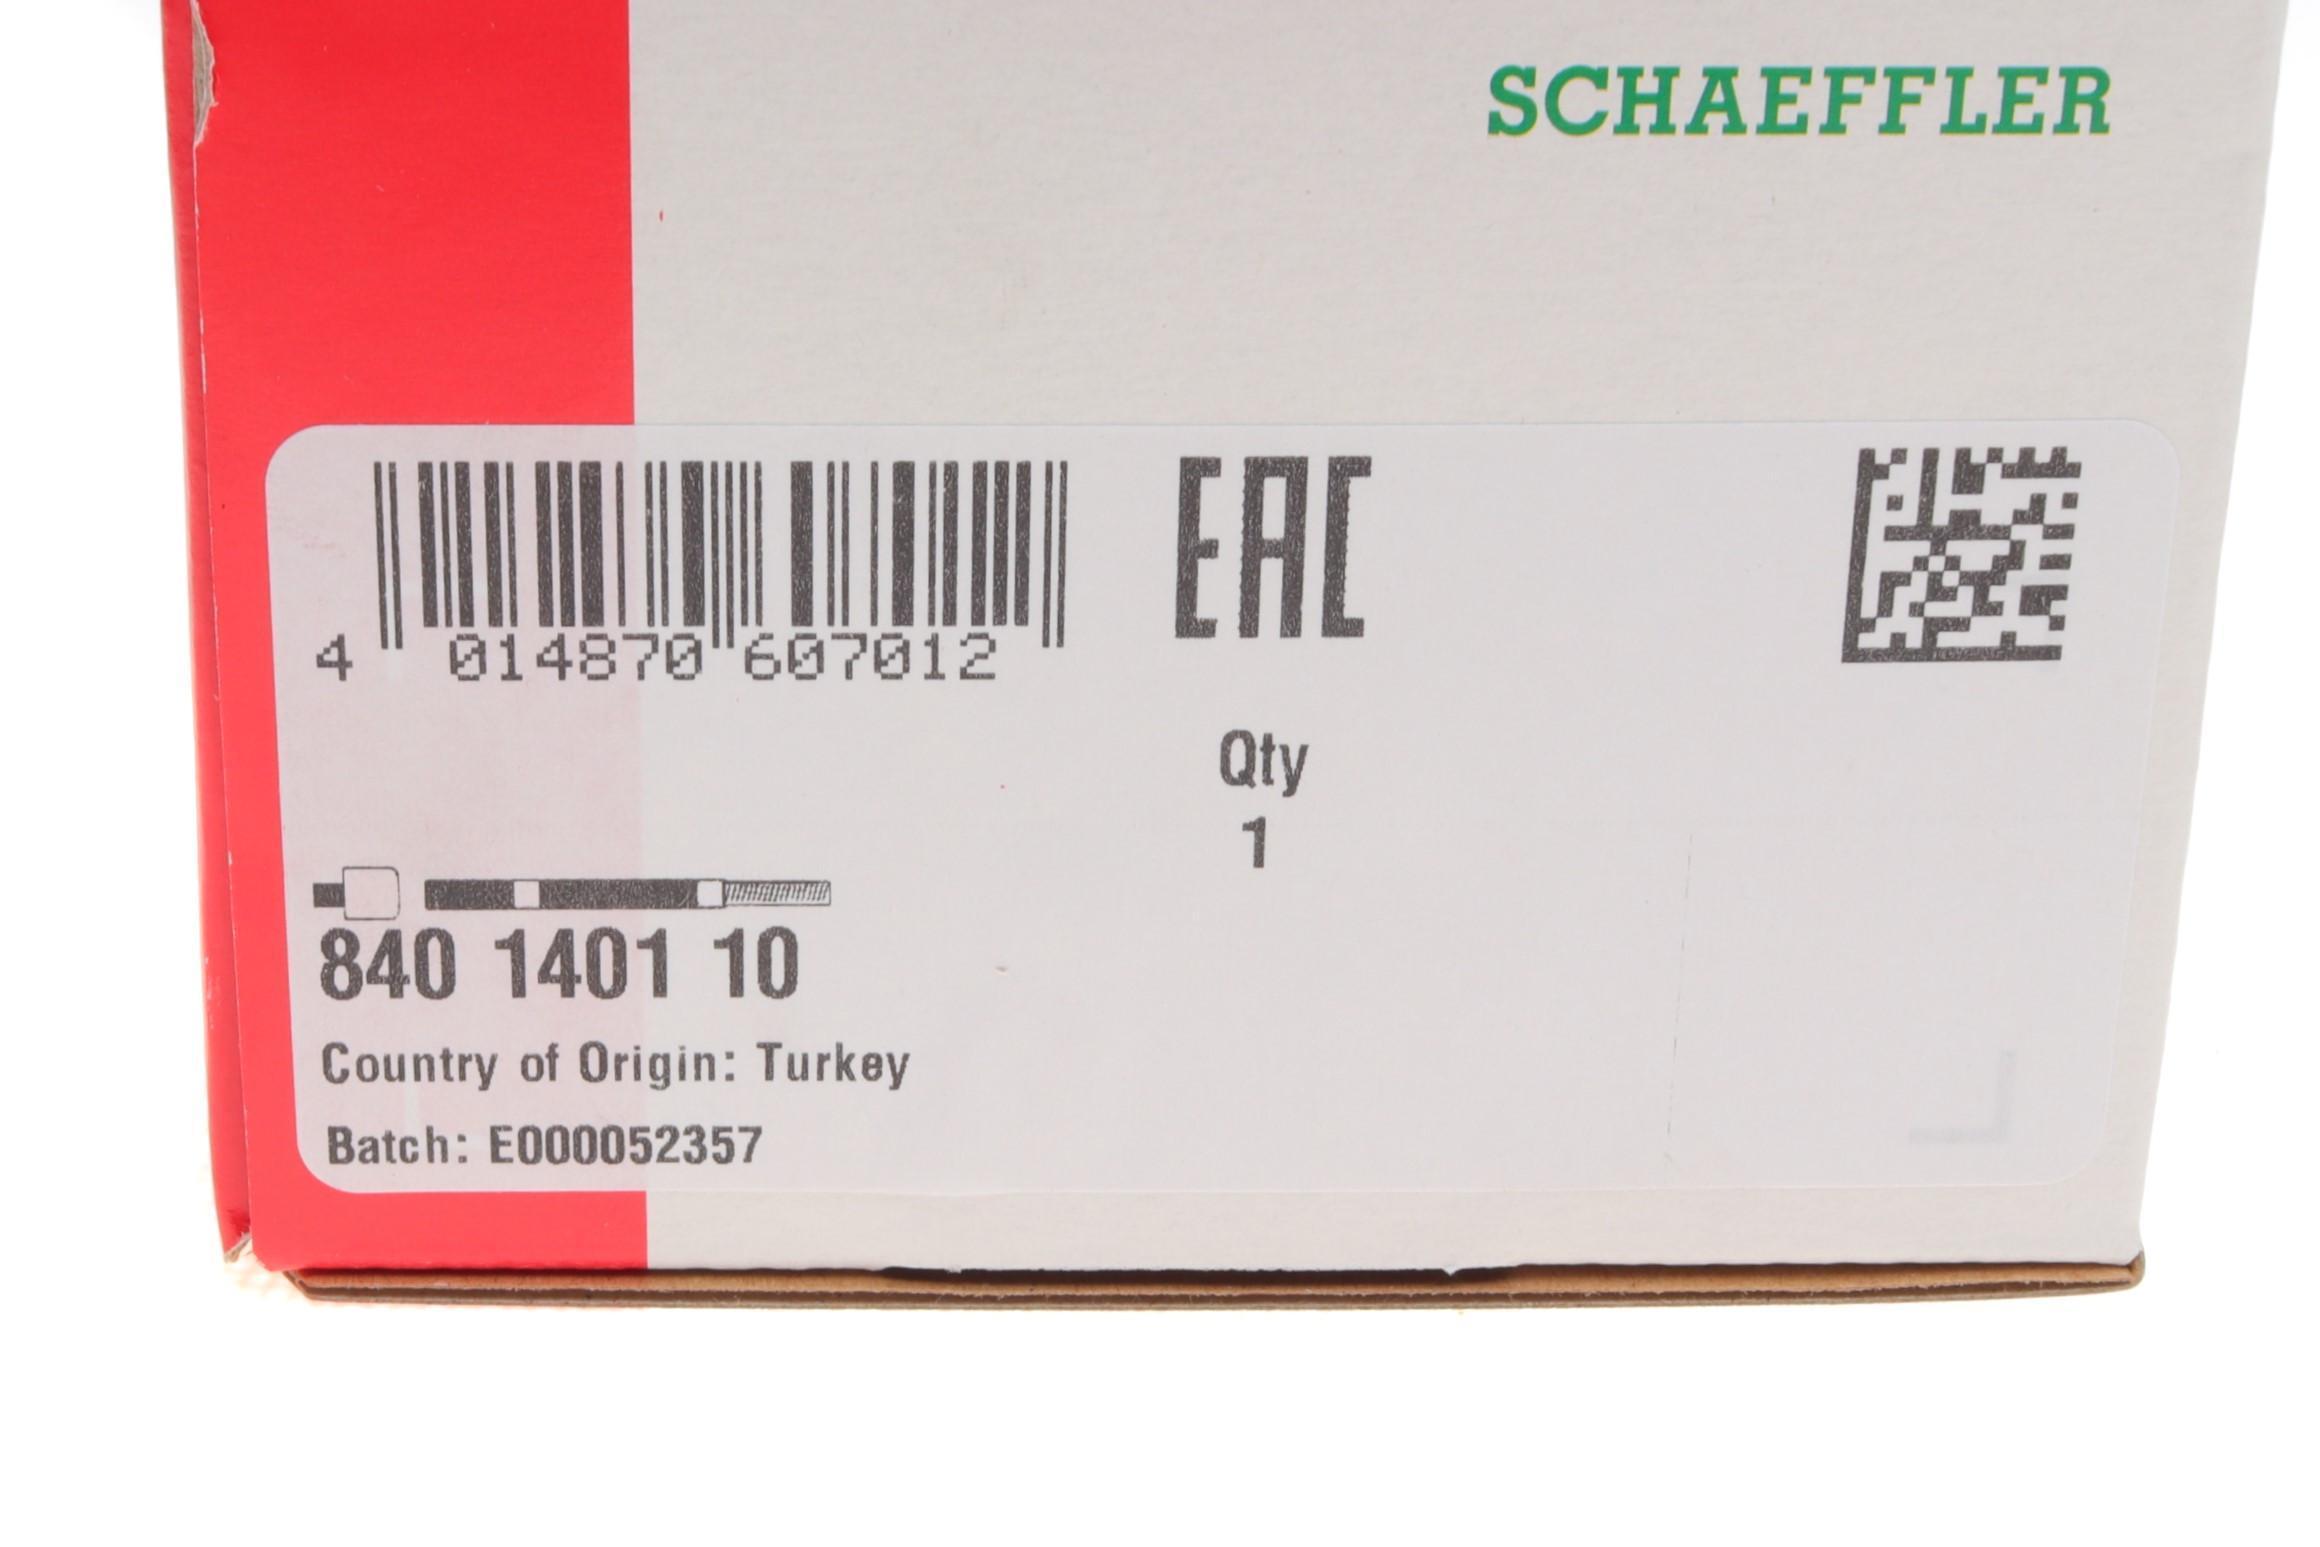 SCHAEFFLER
EAC
4 014870 607012
Qty
1
840 1401 10
Country of Origin: Turkey
Batch: E000052357